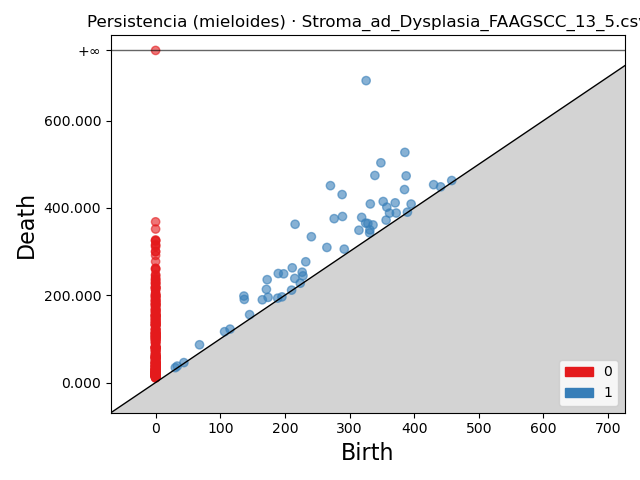 Persistencia (mieloides) · Stroma_ad_Dysplasia_FAAGSCC_13_5.csv
+∞
600.000
400.000
200.000
0.000
Death
0
1
0 100 200 300 400 500 600 700
Birth